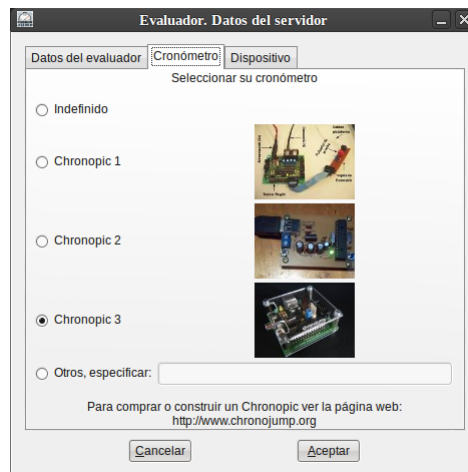 Evaluador. Datos del servidor
Datos del evaluador Cronómetro Dispositivo
Seleccionar su cronómetro
Indefinido
Chronopic 1
Chronopic 2
Chronopic 3
Otros, especificar:
Para comprar o construir un Chronopic ver la página web:
http://www.chronojump.org
Cancelar Aceptar